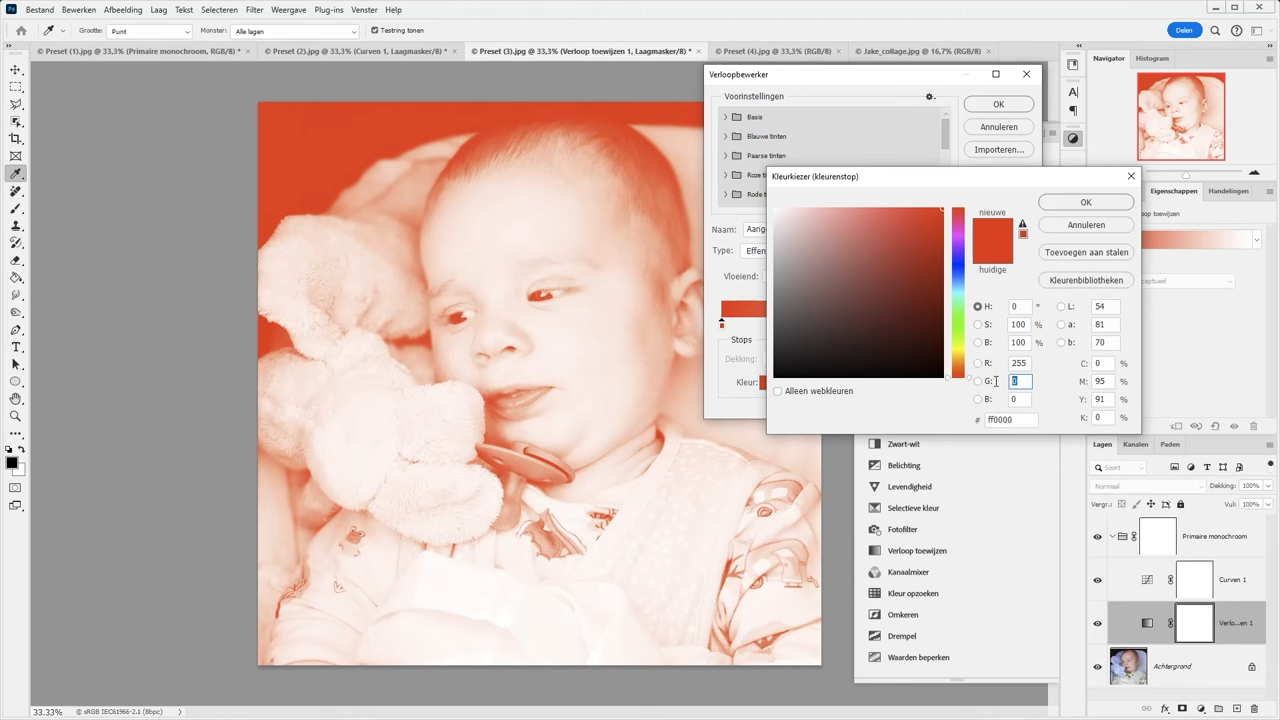 Ps
Bestand Bewerken Afbeelding Laag Tekst Selecteren Filter Weergave Plug-ins Venster Help
Grootte: Punt Monster: Alle lagen Testring tonen Delen
© Preset (1).jpg @ 33,3% (Primaire monochroom, RGB/8) * × © Preset (2).jpg @ 33,3% (Curven 1, Laagmasker/8) * × © Preset (3).jpg @ 33,3% (Verloop toewijzen 1, Laagmasker/8) * × © Preset (4).jpg @ 33,3% (RGB/8) × © Jake_collage.jpg @ 16,7% (RGB/8) ×
Navigator Histogram
Verloopbewerker
Voorinstellingen
Basis
Blauwe tinten
Paarse tinten
Roze t
Rode t
OK
Annuleren
Importeren...
Naam: Aang
Type: Effen
Vloeiend:
Stops
Dekking:
Kleur:
Kleurkiezer (kleurenstop)
nieuwe
huidige
OK
Annuleren
Toevoegen aan stalen
Kleurenbibliotheken
H: 0 ° L: 54
S: 100 % a: 81
B: 100 % b: 70
R: 255 C: 0 %
G: 0 M: 95 %
B: 0 Y: 91 %
# ff0000 K: 0 %
Alleen webkleuren
Eigenschappen Handelingen
op toewijzen
ceptueel
Zwart-wit
Belichting
Levendigheid
Selectieve kleur
Fotofilter
Verloop toewijzen
Kanaalmixer
Kleur opzoeken
Omkeren
Drempel
Waarden beperken
Lagen Kanalen Paden
Soort
Normaal Dekking: 100%
Vergr.: Vul: 100%
Primaire monochroom
Curven 1
Verlo...en 1
Achtergrond
33.33% © sRGB IEC61966-2.1 (8bpc)